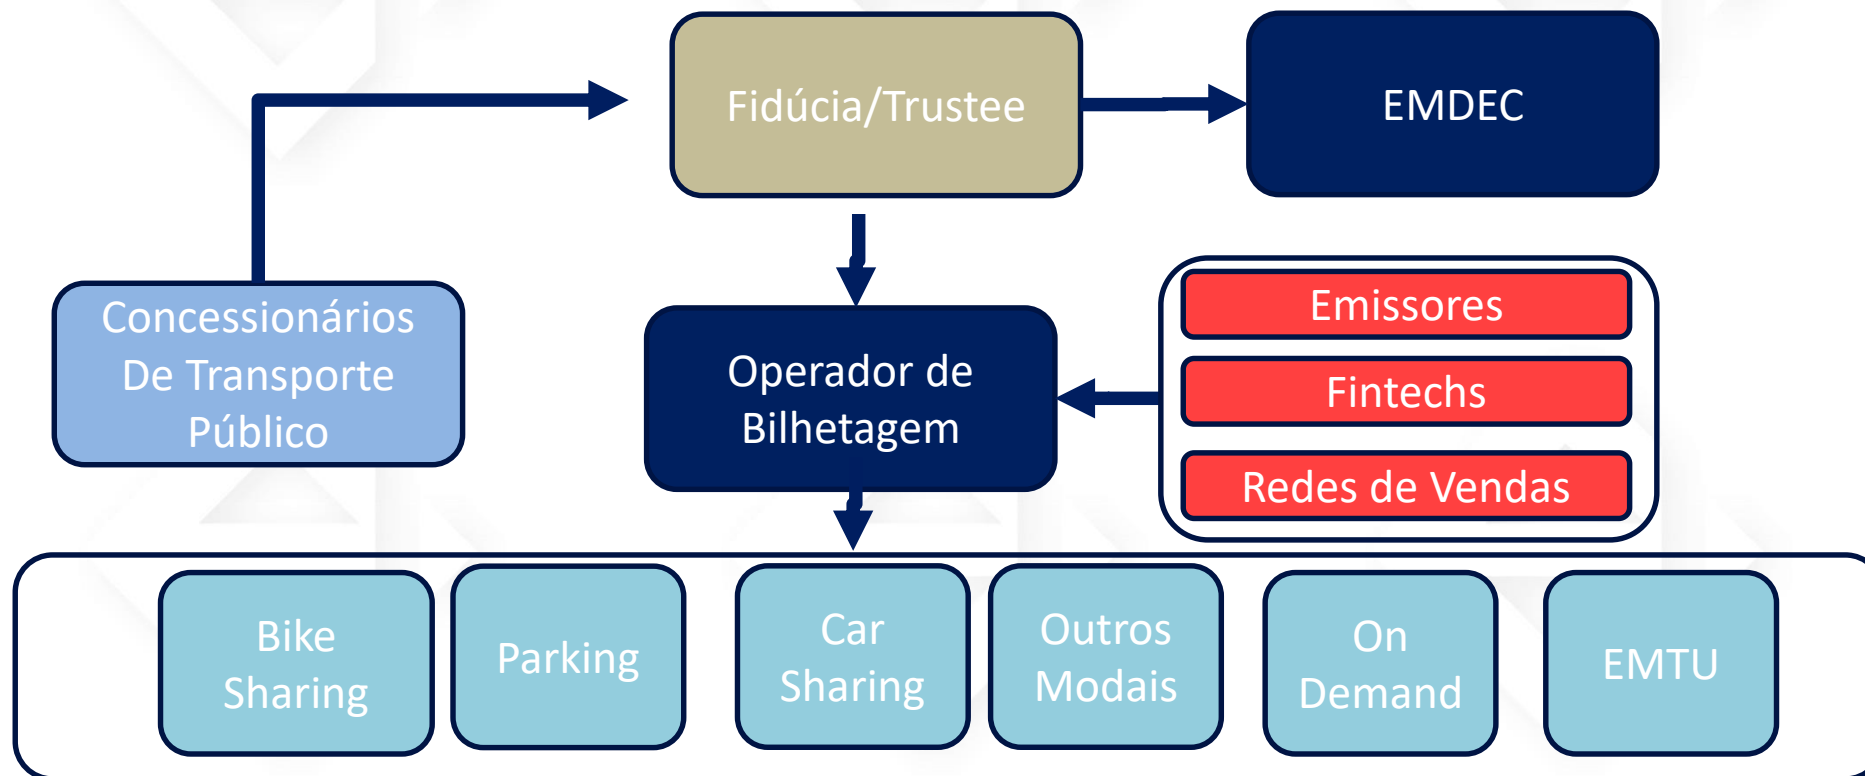 Fidúcia/Trustee
EMDEC
Concessionários
De Transporte
Público
Operador de
Bilhetagem
Emissores
Fintechs
Redes de Vendas
Bike
Sharing
Parking
Car
Sharing
Outros
Modais
On
Demand
EMTU